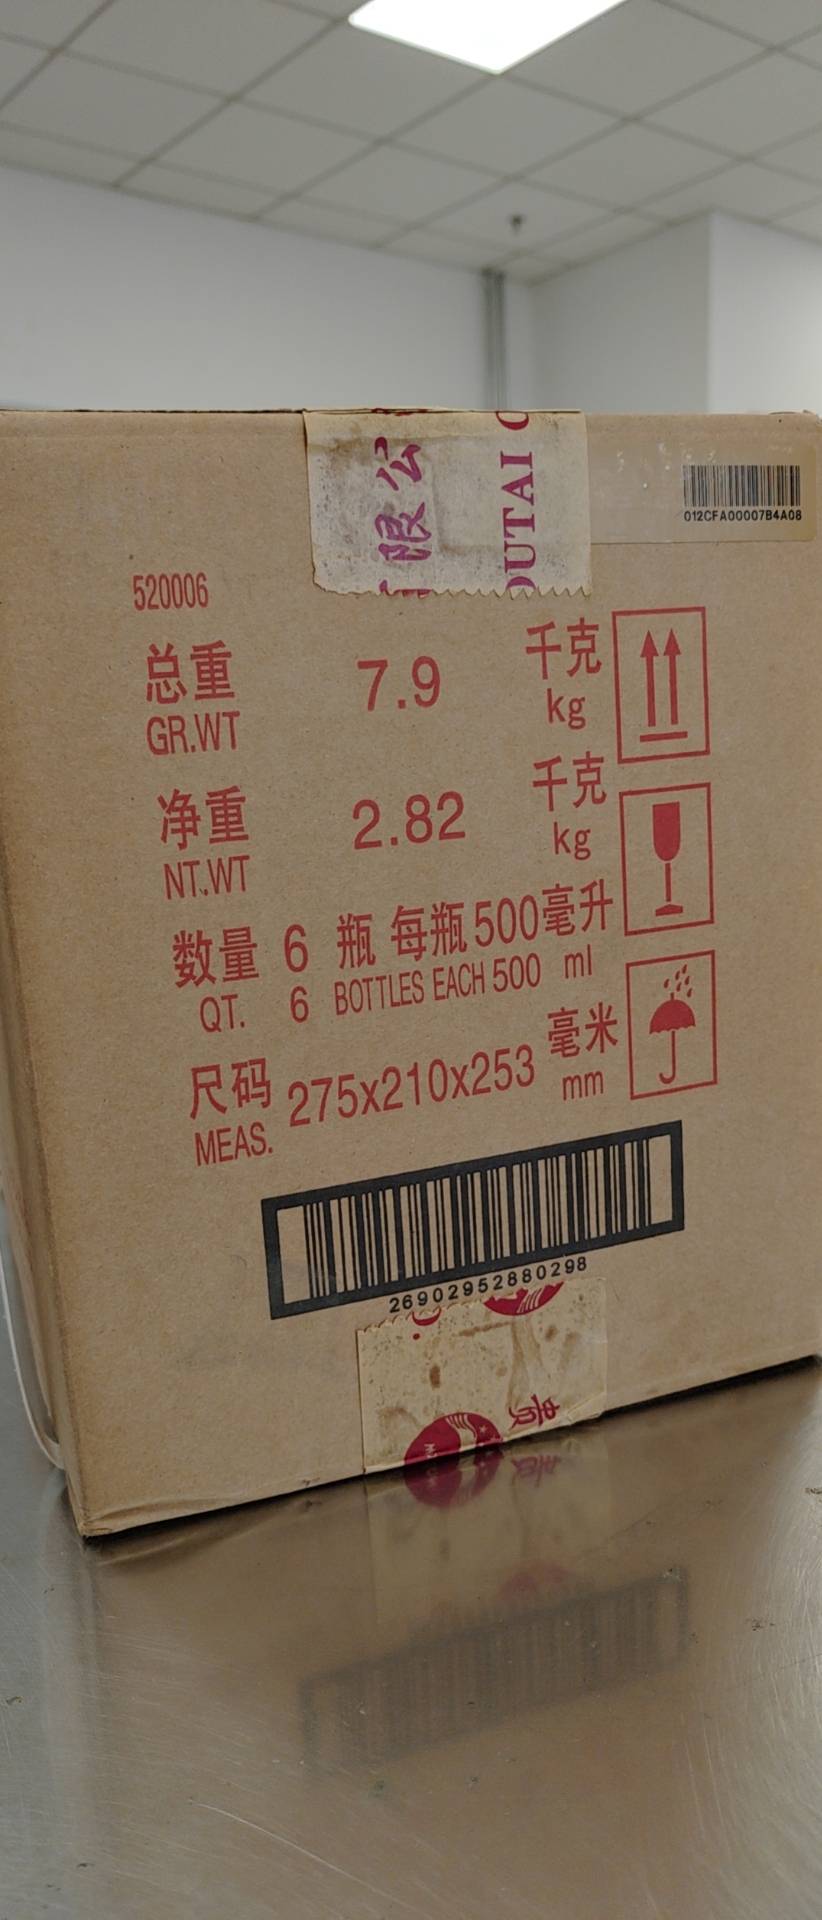 限公
OUTAI C
012CFA00007B4A08
520006
总重 7.9 千克
GR.WT kg
净重 2.82 千克
NT.WT kg
数量 6 瓶 每瓶 500 毫升
QT. 6 BOTTLES EACH 500 ml
尺码 275x210x253 毫米
MEAS. mm
26902952880298
贵